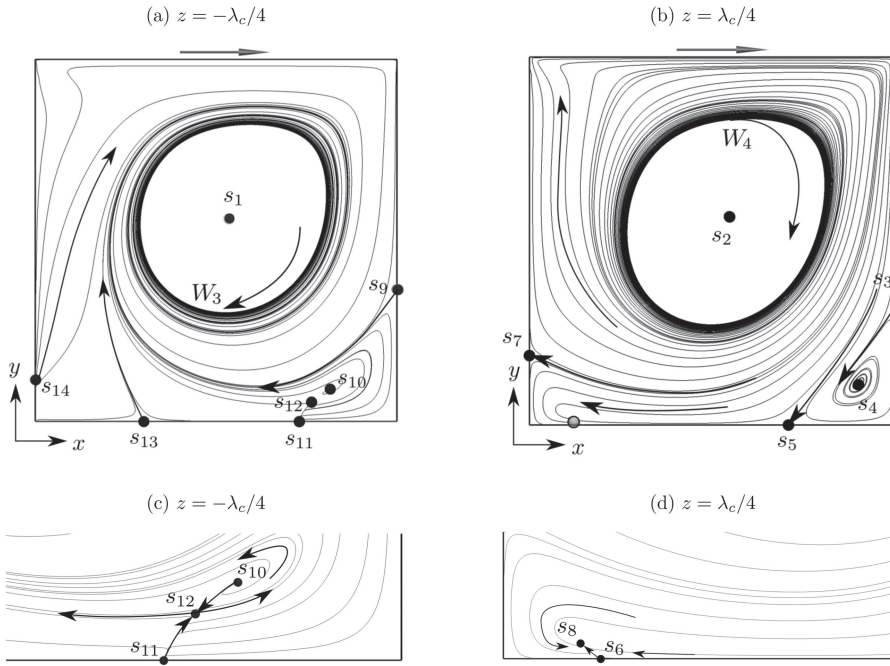 (a) z = −λc/4
(b) z = λc/4
s1
W3
s9
s14
s10
s12
s13
s11
y
x
W4
s2
s3
s7
s4
s5
y
x
(c) z = −λc/4
(d) z = λc/4
s10
s12
s11
s8
s6